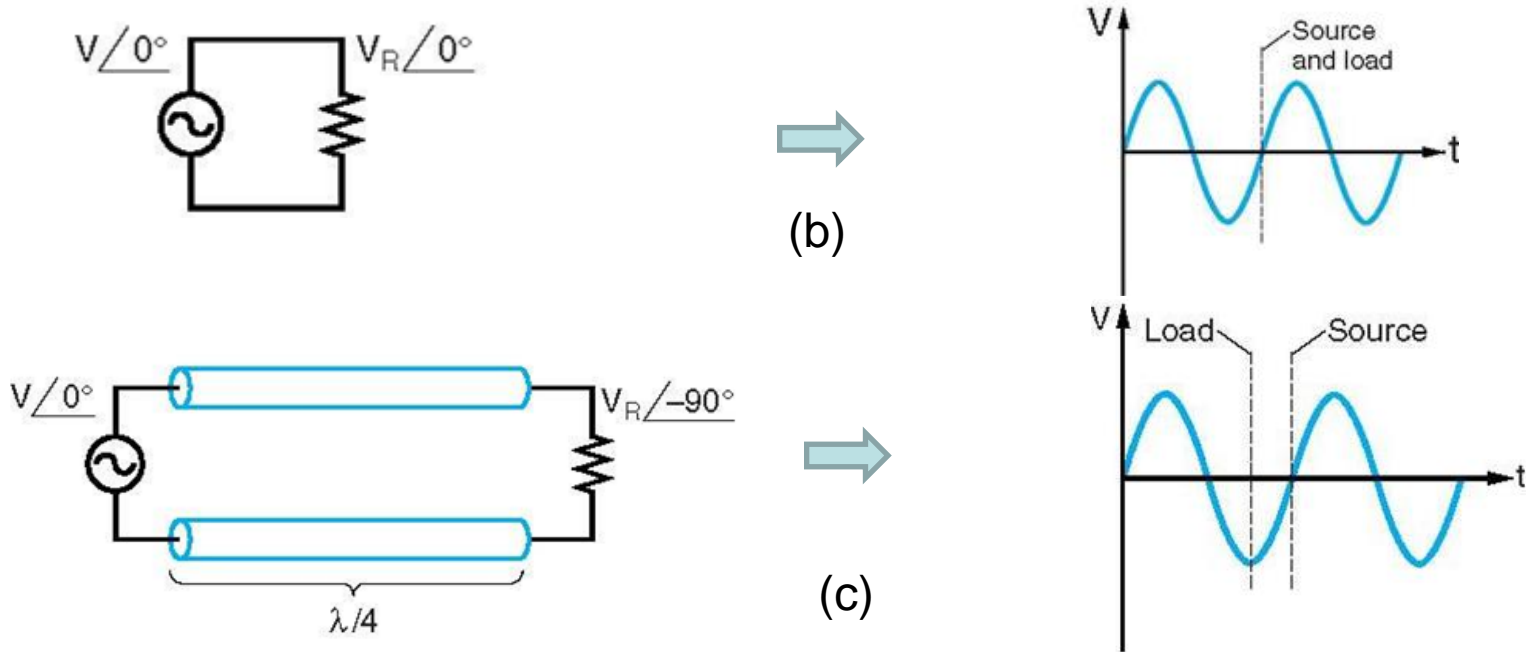 V/0°
V_R/0°
(b)
V
Source
and load
t
V/0°
V_R/–90°
λ/4
(c)
V
Load
Source
t